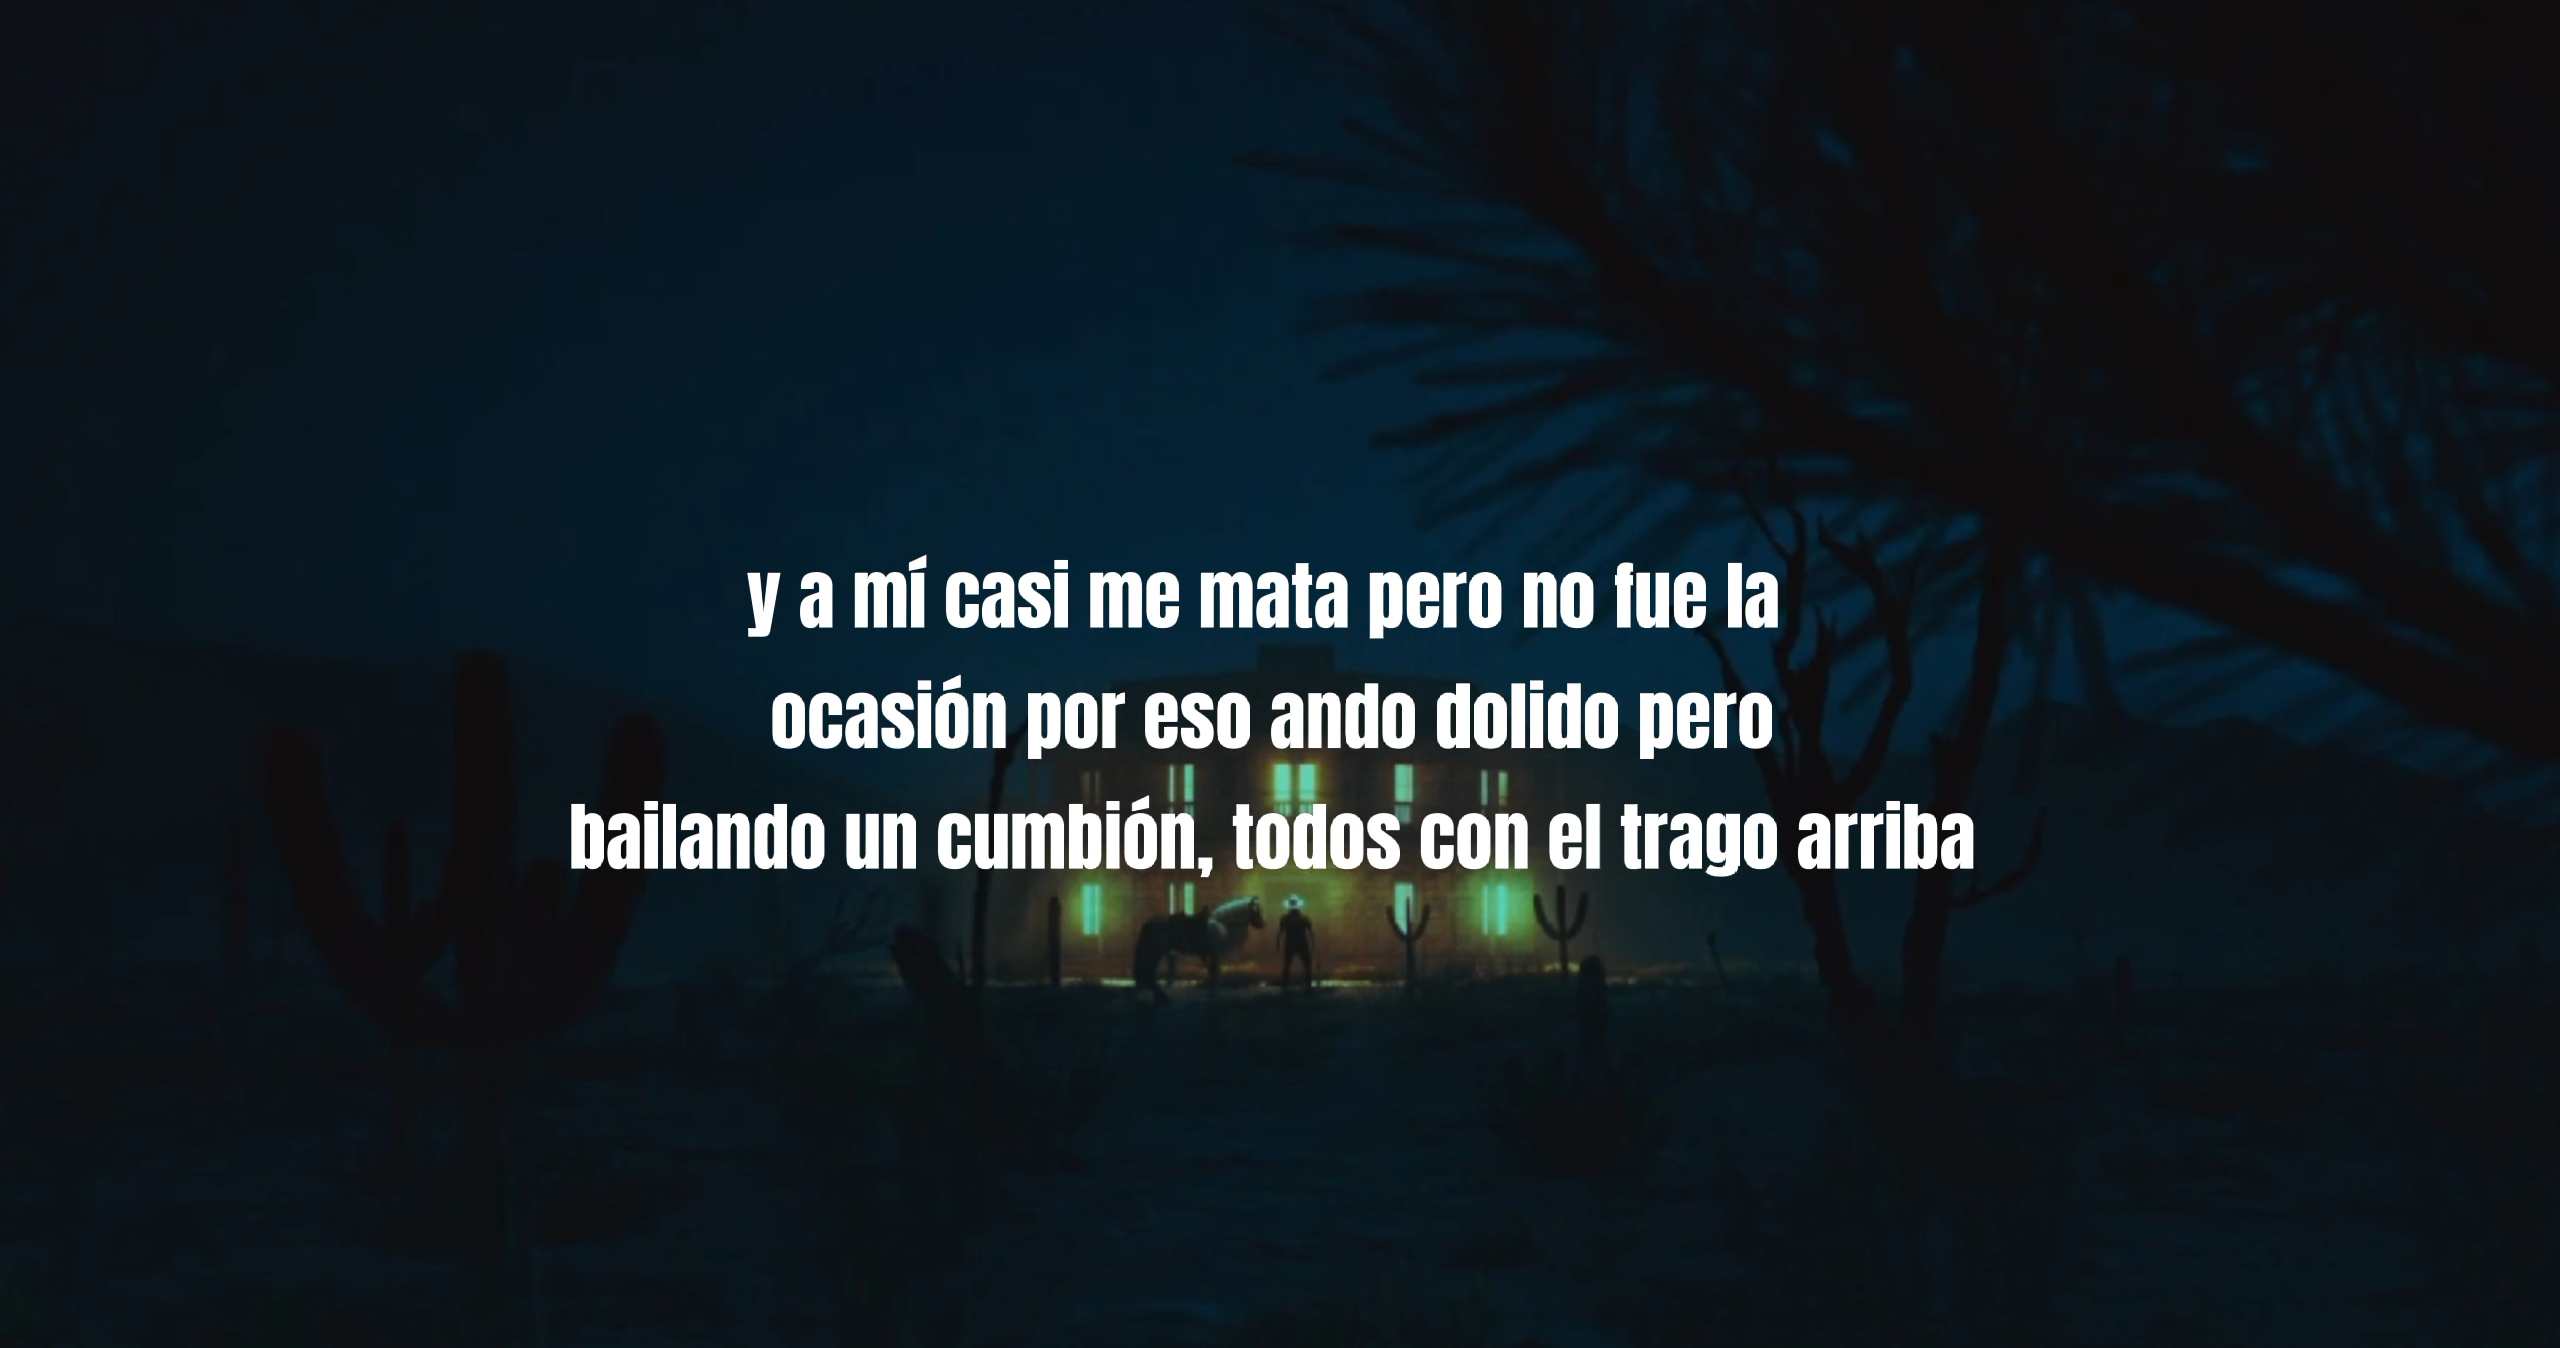 y a mí casi me mata pero no fue la
ocasión por eso ando dolido pero
bailando un cumbión, todos con el trago arriba